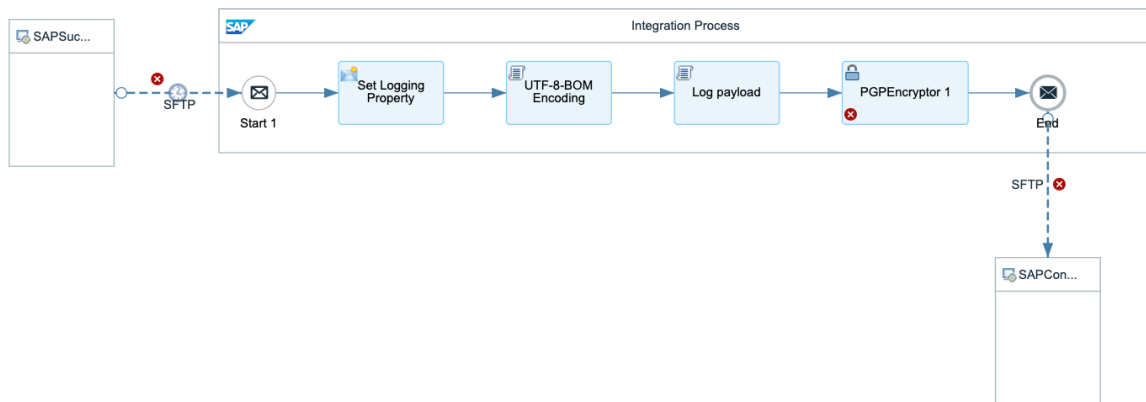 SAPSuc...
SAP
Integration Process
SFTP
Start 1
Set Logging
Property
UTF-8-BOM
Encoding
Log payload
PGPEncryptor 1
End
SFTP
SAPCon...